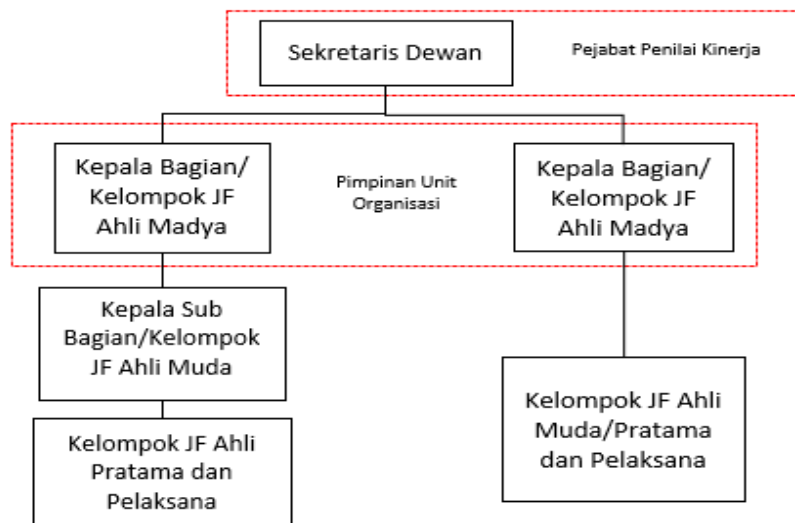 Sekretaris Dewan
Pejabat Penilai Kinerja
Kepala Bagian/
Kelompok JF
Ahli Madya
Pimpinan Unit
Organisasi
Kepala Bagian/
Kelompok JF
Ahli Madya
Kepala Sub
Bagian/Kelompok
JF Ahli Muda
Kelompok JF Ahli
Muda/Pratama
dan Pelaksana
Kelompok JF Ahli
Pratama dan
Pelaksana